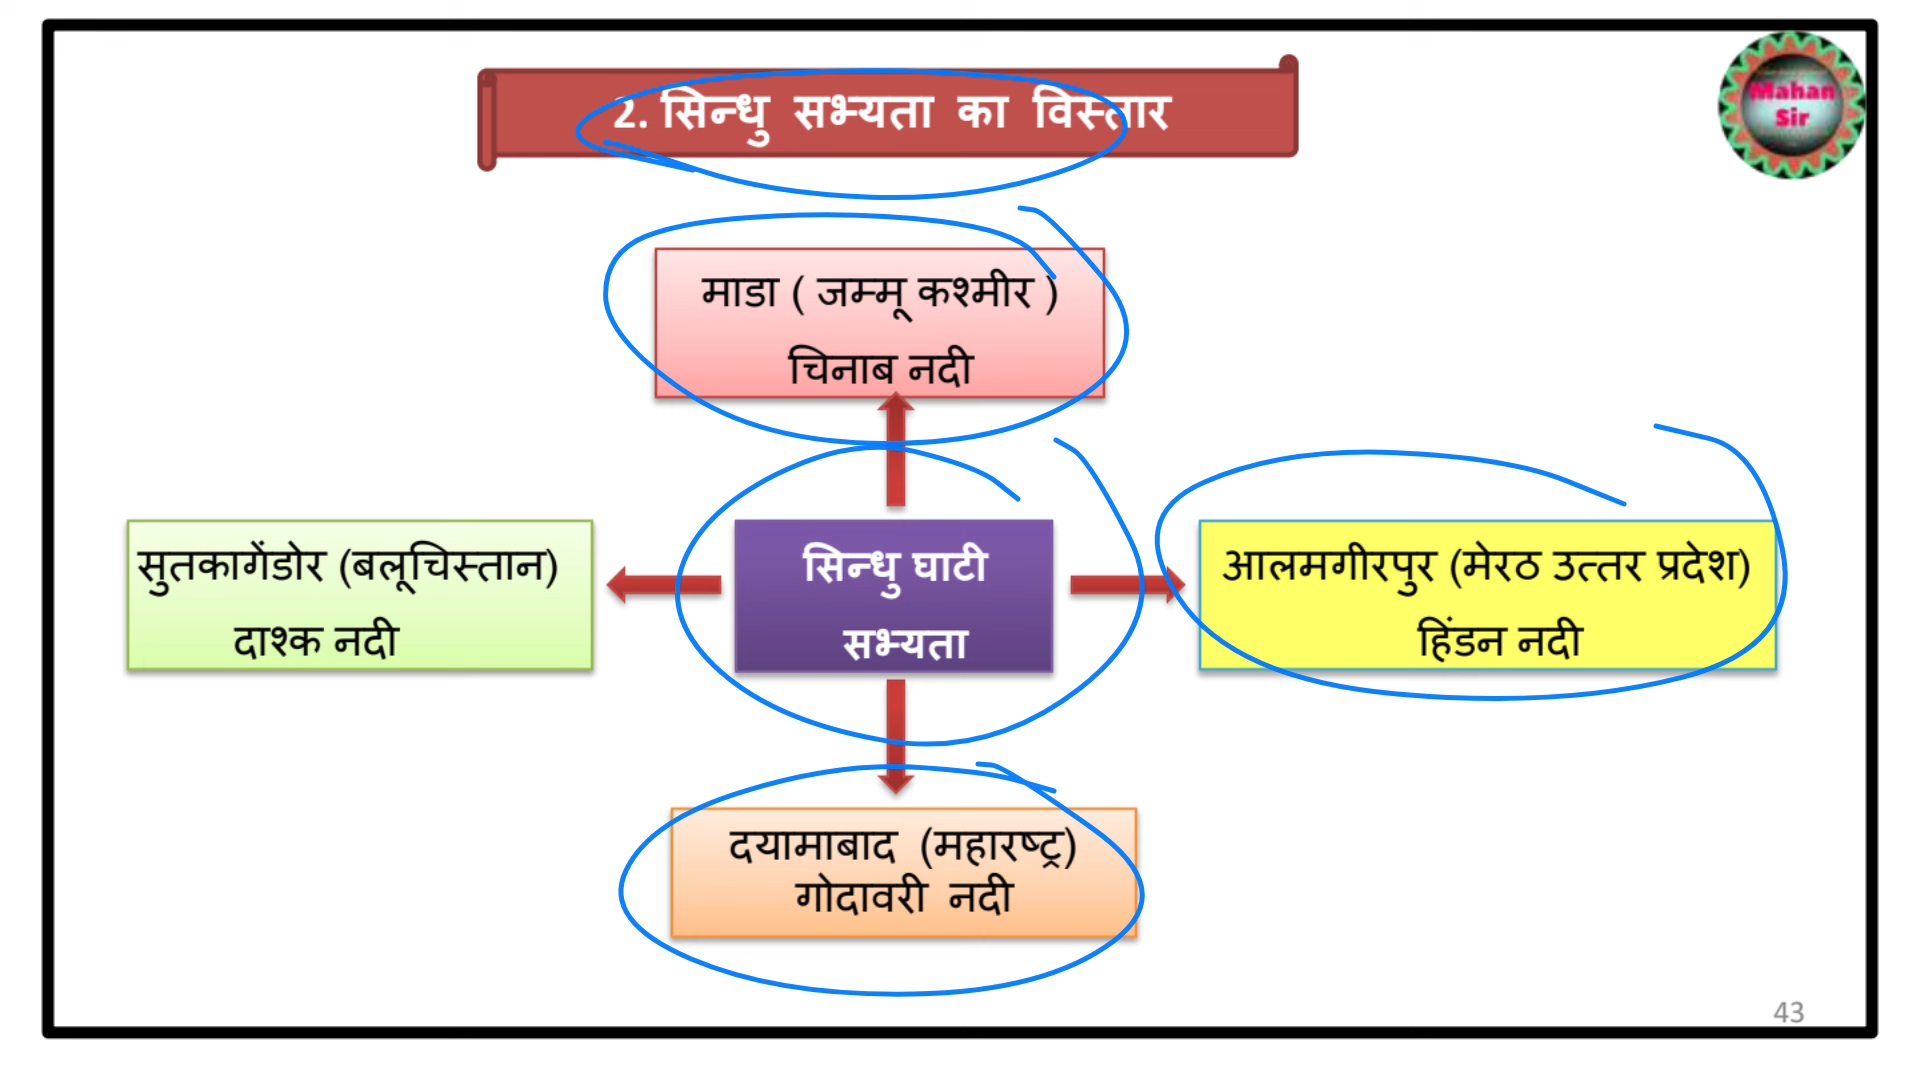 2. सिन्धु सभ्यता का विस्तार
Mahan
Sir
माडा ( जम्मू कश्मीर )
चिनाब नदी
सुतकागेंडोर (बलूचिस्तान)
दाश्क नदी
सिन्धु घाटी
सभ्यता
आलमगीरपुर (मेरठ उत्तर प्रदेश)
हिंडन नदी
दयामाबाद (महारष्ट्र)
गोदावरी नदी
43